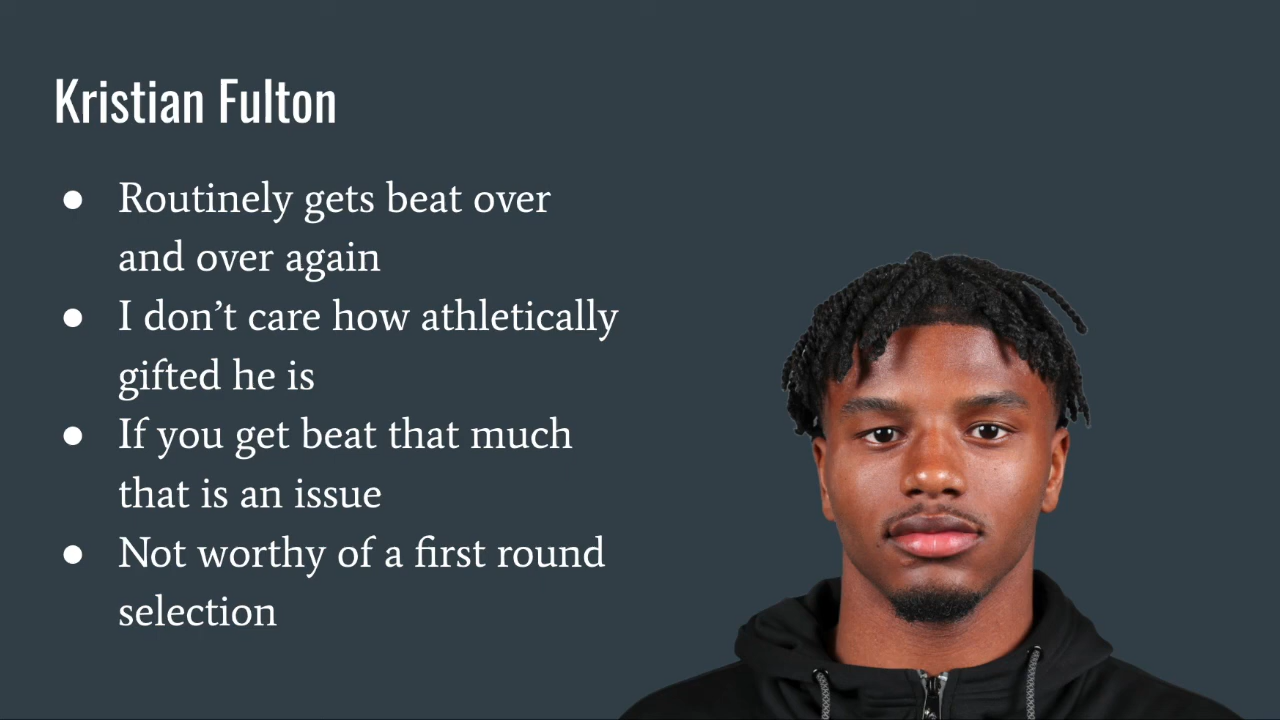 Kristian Fulton
● Routinely gets beat over
and over again
● I don’t care how athletically
gifted he is
● If you get beat that much
that is an issue
● Not worthy of a first round
selection